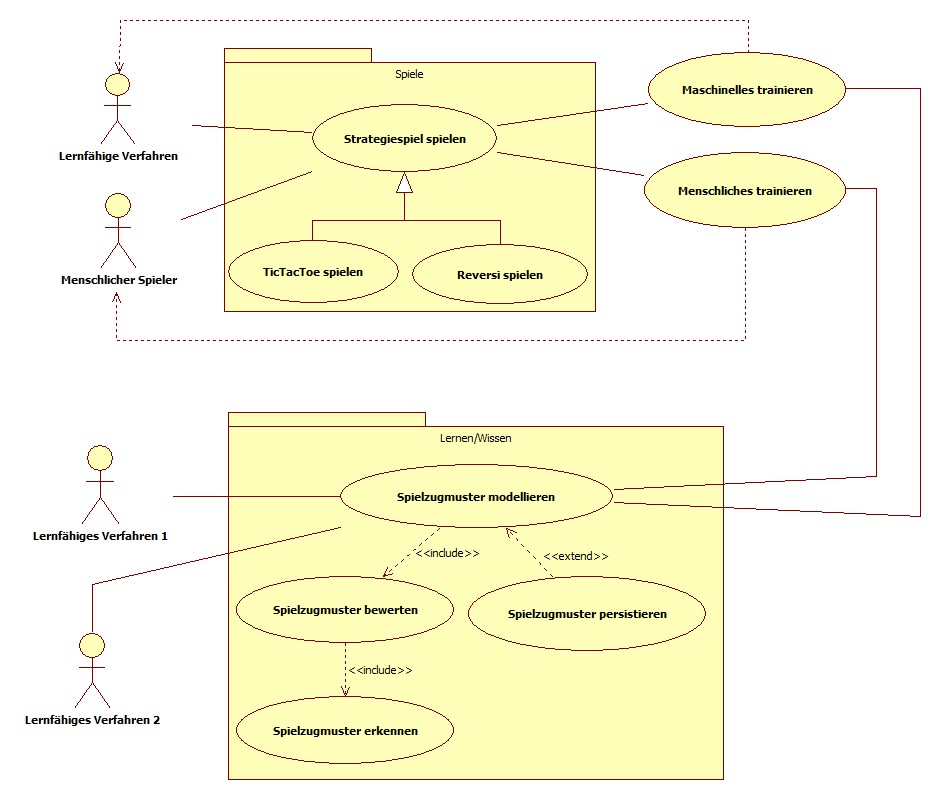 Spiele
Maschinelles trainieren
Strategiespiel spielen
Lernfähige Verfahren
Menschliches trainieren
TicTacToe spielen
Reversi spielen
Menschlicher Spieler
Lernen/Wissen
Spielzugmuster modellieren
Lernfähiges Verfahren 1
<<include>>
<<extend>>
Spielzugmuster bewerten
Spielzugmuster persistieren
<<include>>
Lernfähiges Verfahren 2
Spielzugmuster erkennen